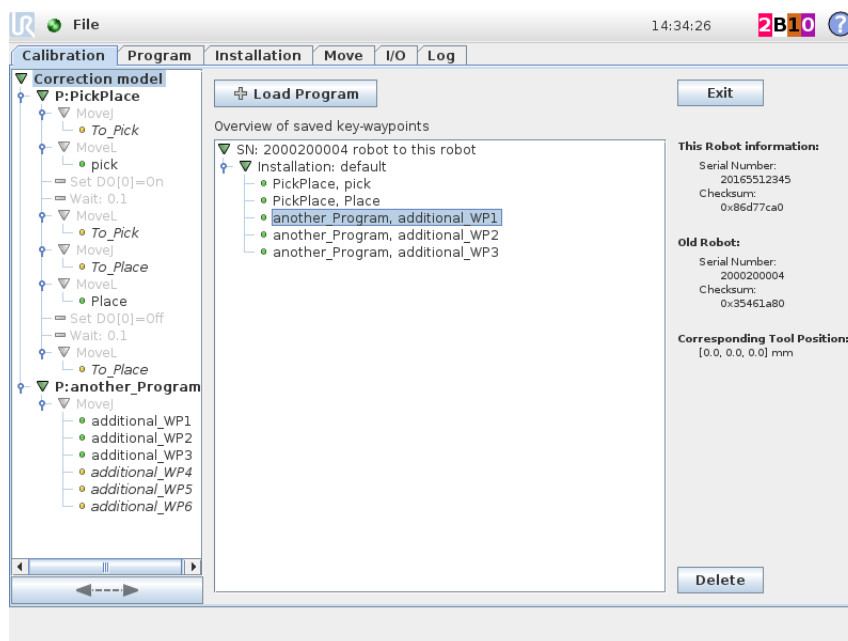 UR File 14:34:26 2B10 ?
Calibration Program Installation Move I/O Log
Correction model
P:PickPlace
MoveJ
To_Pick
MoveL
pick
Set DO[0]=On
Wait: 0.1
MoveL
To_Pick
MoveJ
To_Place
MoveL
Place
Set DO[0]=Off
Wait: 0.1
MoveL
To_Place
P:another_Program
MoveJ
additional_WP1
additional_WP2
additional_WP3
additional_WP4
additional_WP5
additional_WP6
Load Program
Overview of saved key-waypoints
SN: 2000200004 robot to this robot
Installation: default
PickPlace, pick
PickPlace, Place
another_Program, additional_WP1
another_Program, additional_WP2
another_Program, additional_WP3
Exit
This Robot information:
Serial Number:
20165512345
Checksum:
0x86d77ca0
Old Robot:
Serial Number:
2000200004
Checksum:
0x35461a80
Corresponding Tool Position:
[0.0, 0.0, 0.0] mm
Delete